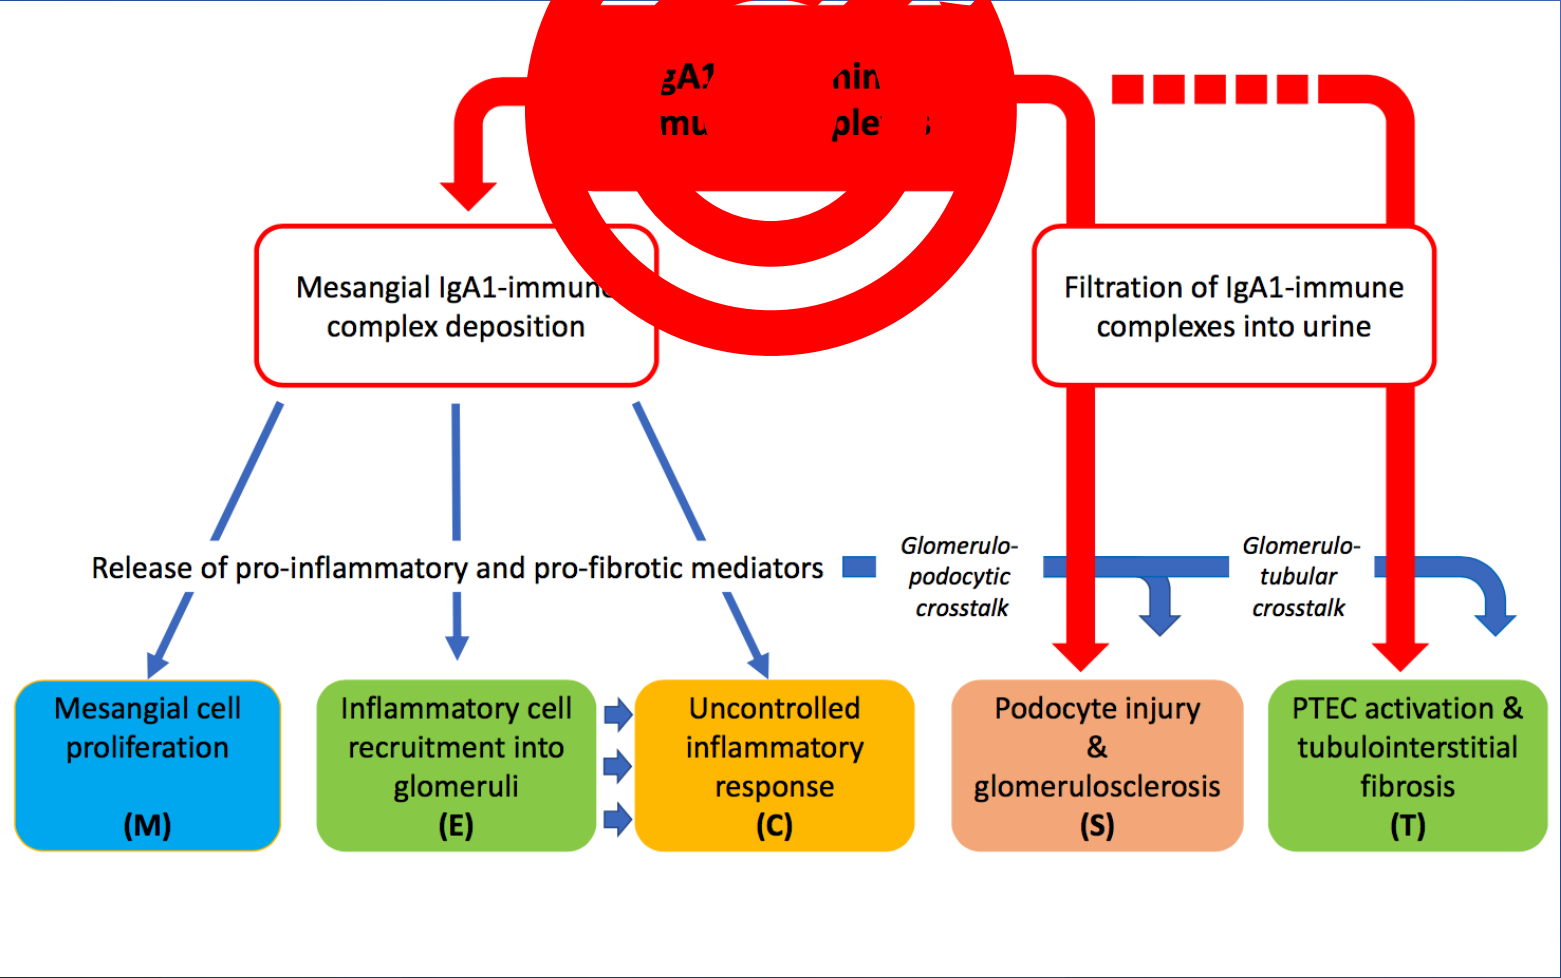 Mesangial IgA1-immune
complex deposition
Filtration of IgA1-immune
complexes into urine
Release of pro-inflammatory and pro-fibrotic mediators
Glomerulo-
podocytic
crosstalk
Glomerulo-
tubular
crosstalk
Mesangial cell
proliferation
(M)
Inflammatory cell
recruitment into
glomeruli
(E)
Uncontrolled
inflammatory
response
(C)
Podocyte injury
&
glomerulosclerosis
(S)
PTEC activation &
tubulointerstitial
fibrosis
(T)